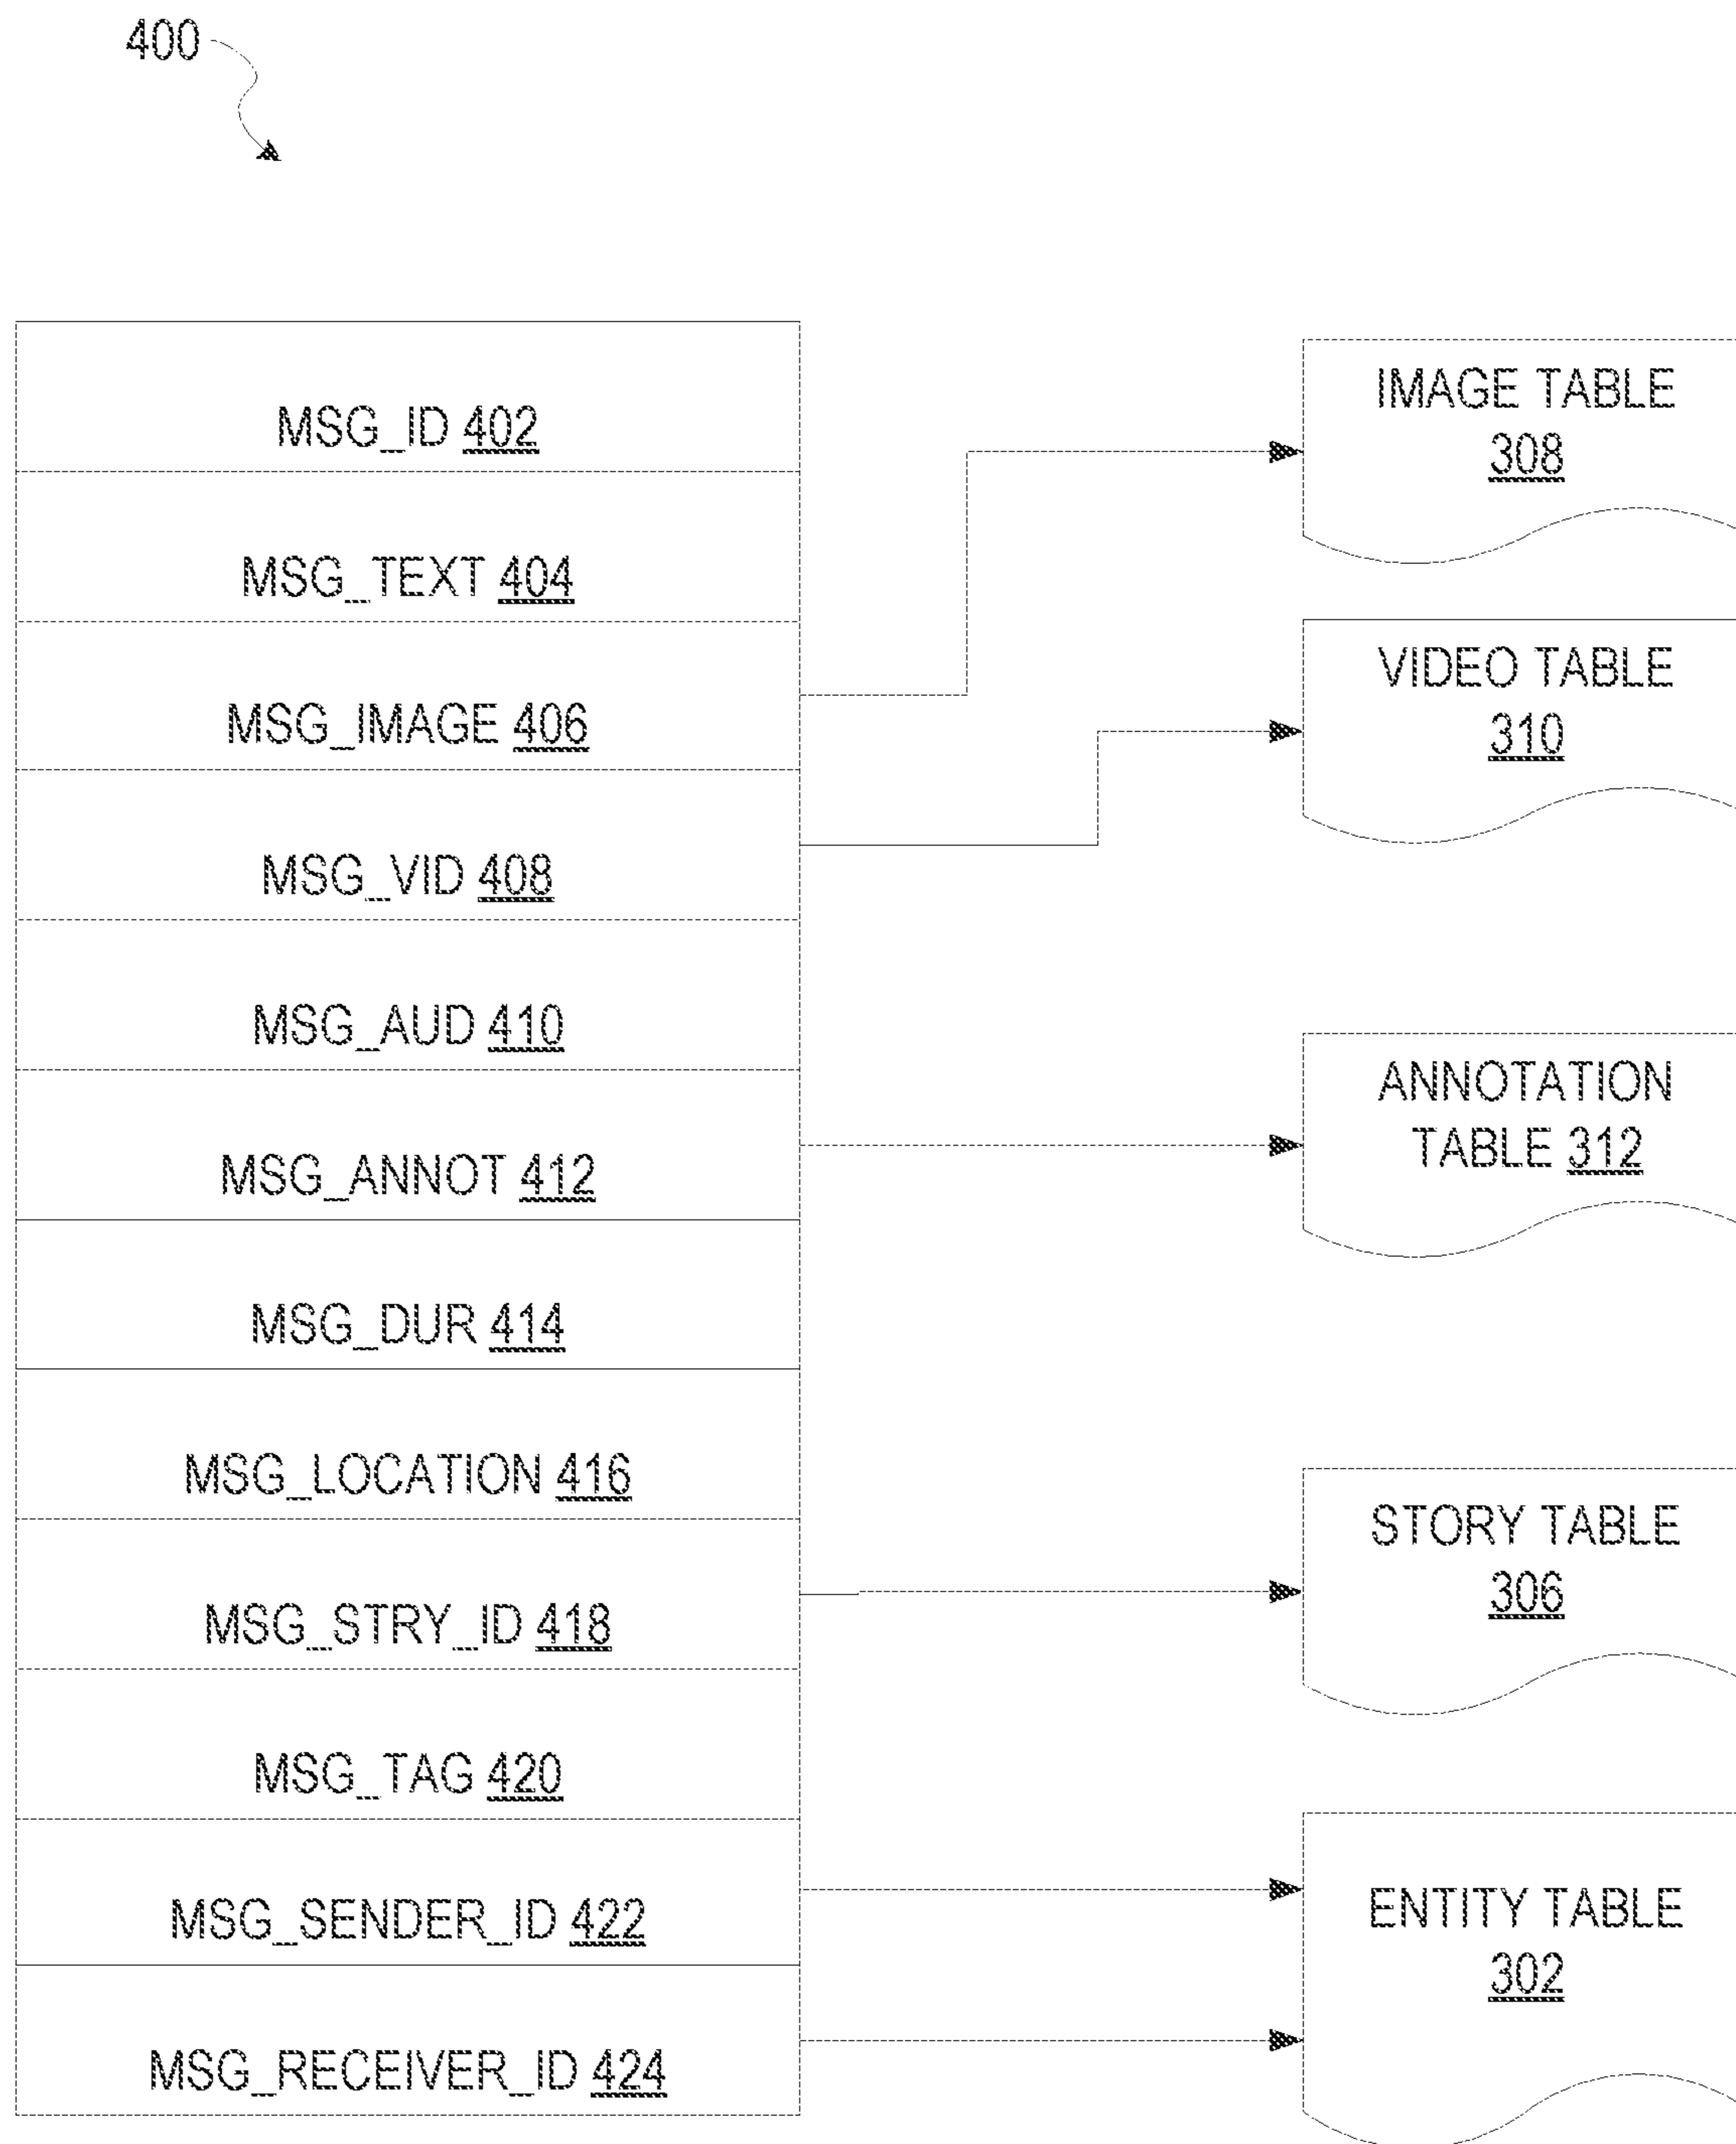 400
MSG_ID 402
MSG_TEXT 404
MSG_IMAGE 406
MSG_VID 408
MSG_AUD 410
MSG_ANNOT 412
MSG_DUR 414
MSG_LOCATION 416
MSG_STRY_ID 418
MSG_TAG 420
MSG_SENDER_ID 422
MSG_RECEIVER_ID 424
IMAGE TABLE
308
VIDEO TABLE
310
ANNOTATION
TABLE 312
STORY TABLE
306
ENTITY TABLE
302